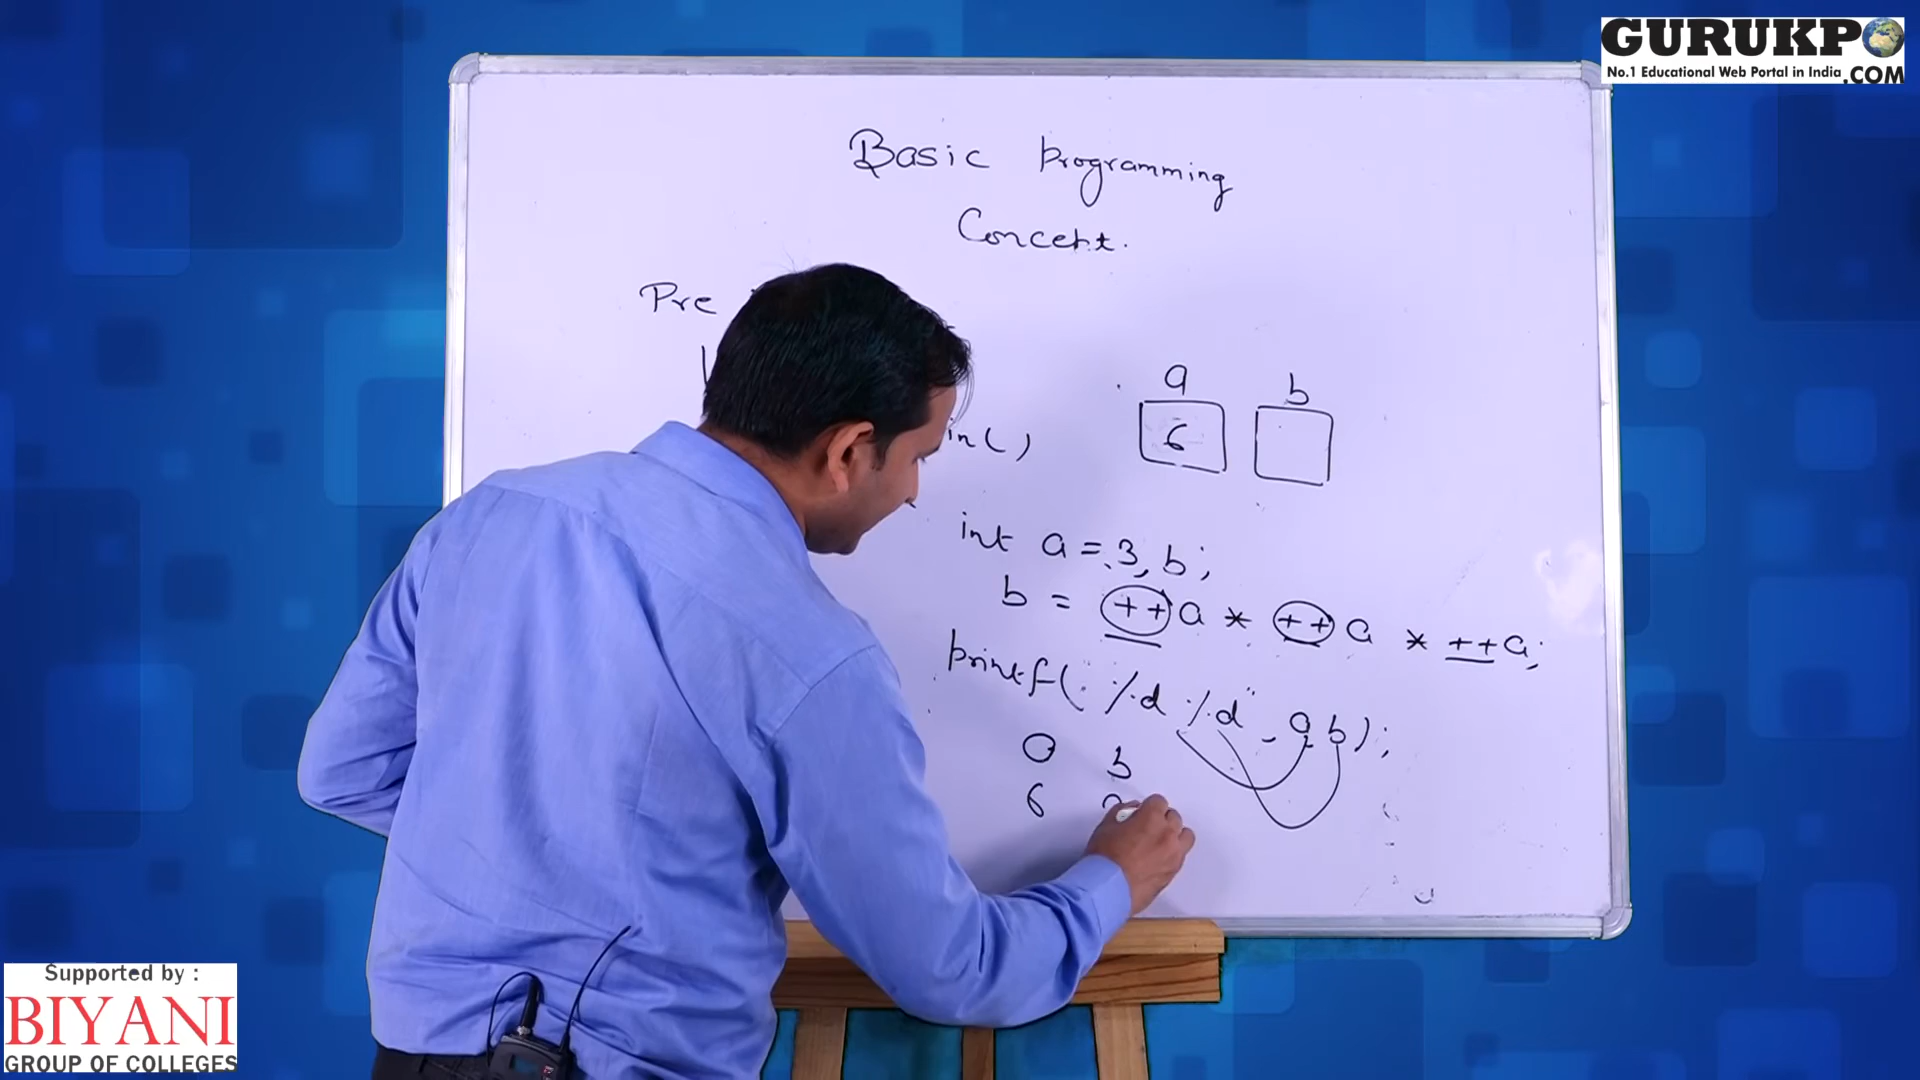 GURUKPO
No.1 Educational Web Portal in India .COM
Basic Programming
Concept.
Pre
in()
a b
6
int a = 3, b;
b = ++a * ++a * ++a;
printf("%d %d", a b);
a b
6
Supported by :
BIYANI
GROUP OF COLLEGES